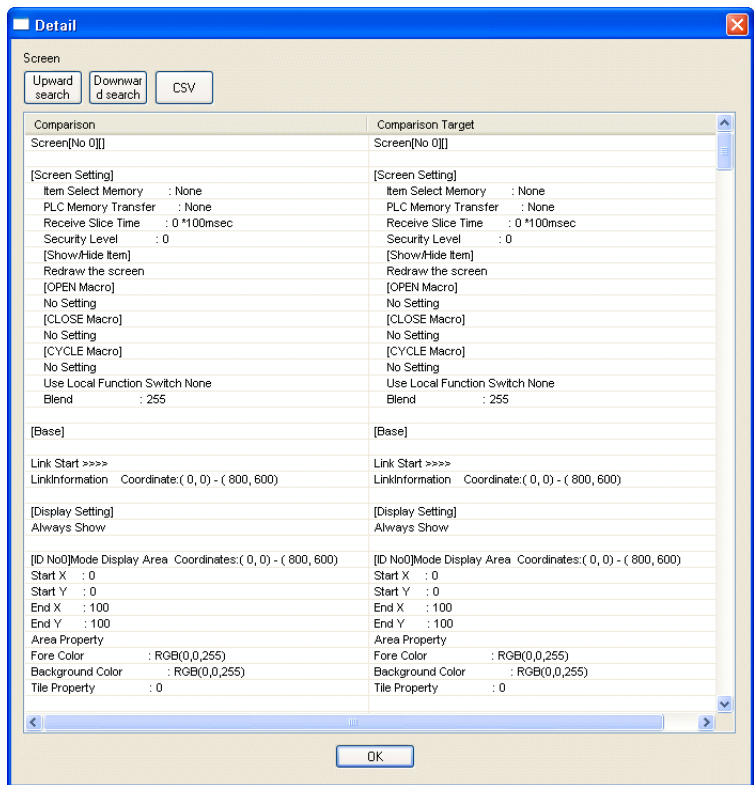 Detail
Screen
Upward search
Downwar d search
CSV
Comparison Comparison Target
Screen[No 0][] Screen[No 0][]
[Screen Setting] [Screen Setting]
Item Select Memory : None Item Select Memory : None
PLC Memory Transfer : None PLC Memory Transfer : None
Receive Slice Time : 0 *100msec Receive Slice Time : 0 *100msec
Security Level : 0 Security Level : 0
[Show/Hide Item] [Show/Hide Item]
Redraw the screen Redraw the screen
[OPEN Macro] [OPEN Macro]
No Setting No Setting
[CLOSE Macro] [CLOSE Macro]
No Setting No Setting
[CYCLE Macro] [CYCLE Macro]
No Setting No Setting
Use Local Function Switch None Use Local Function Switch None
Blend : 255 Blend : 255
[Base] [Base]
Link Start >>>> Link Start >>>>
LinkInformation Coordinate:( 0, 0) - ( 800, 600) LinkInformation Coordinate:( 0, 0) - ( 800, 600)
[Display Setting] [Display Setting]
Always Show Always Show
[ID No0]Mode Display Area Coordinates:( 0, 0) - ( 800, 600) [ID No0]Mode Display Area Coordinates:( 0, 0) - ( 800, 600)
Start X : 0 Start X : 0
Start Y : 0 Start Y : 0
End X : 100 End X : 100
End Y : 100 End Y : 100
Area Property Area Property
Fore Color : RGB(0,0,255) Fore Color : RGB(0,0,255)
Background Color : RGB(0,0,255) Background Color : RGB(0,0,255)
Tile Property : 0 Tile Property : 0
OK